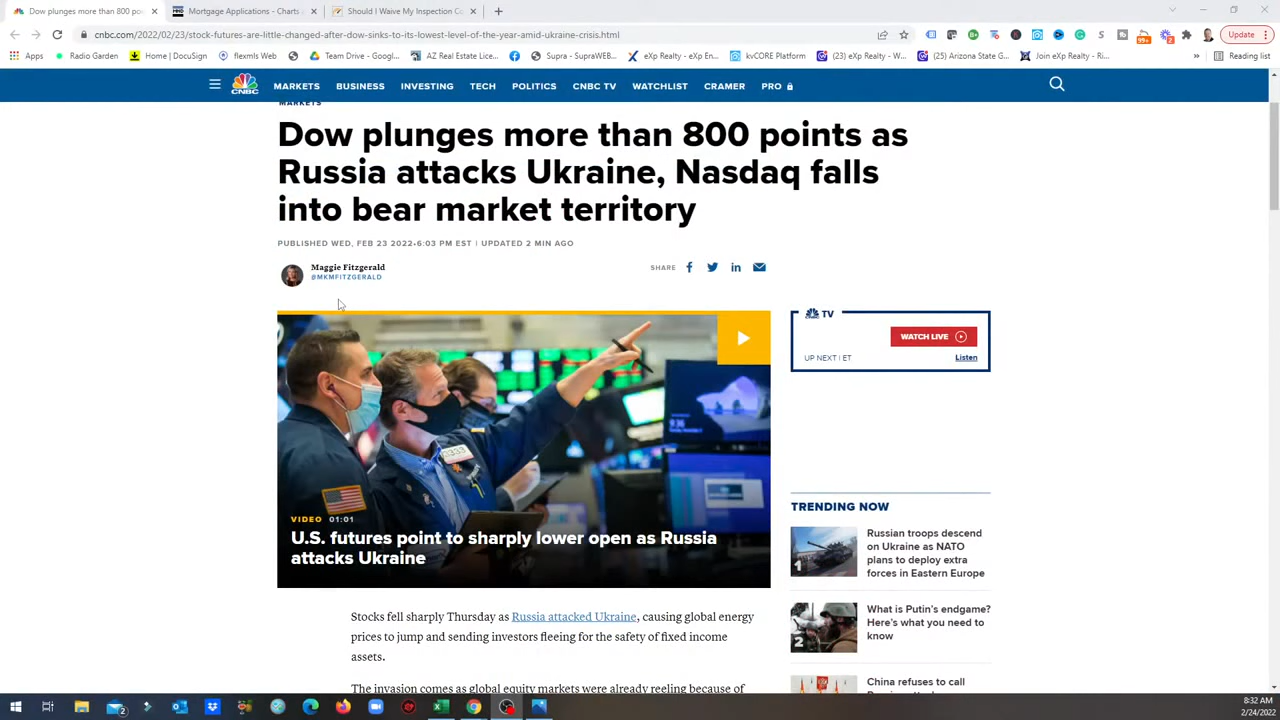 Dow plunges more than 800 p
Mortgage Applications - Charts
Should I Waive My Inspection Co
cnbc.com/2022/02/23/stock-futures-are-little-changed-after-dow-sinks-to-its-lowest-level-of-the-year-amid-ukraine-crisis.html
Update
Apps
Radio Garden
Home | DocuSign
flexmls Web
Team Drive - Googl...
AZ Real Estate Lice...
Supra - SupraWEB...
eXp Realty - eXp En...
kvCORE Platform
(23) eXp Realty - W...
(25) Arizona State G...
Join eXp Realty - Ri...
»
Reading list
CNBC
MARKETS
BUSINESS
INVESTING
TECH
POLITICS
CNBC TV
WATCHLIST
CRAMER
PRO
MARKETS
Dow plunges more than 800 points as
Russia attacks Ukraine, Nasdaq falls
into bear market territory
PUBLISHED WED, FEB 23 2022•6:03 PM EST | UPDATED 2 MIN AGO
Maggie Fitzgerald
@MKMFITZGERALD
SHARE
VIDEO 01:01
U.S. futures point to sharply lower open as Russia
attacks Ukraine
TV
WATCH LIVE
UP NEXT | ET
Listen
Stocks fell sharply Thursday as Russia attacked Ukraine, causing global energy
prices to jump and sending investors fleeing for the safety of fixed income
assets.
The invasion comes as global equity markets were already reeling because of
TRENDING NOW
1
Russian troops descend
on Ukraine as NATO
plans to deploy extra
forces in Eastern Europe
2
What is Putin's endgame?
Here's what you need to
know
China refuses to call
8:32 AM
2/24/2022